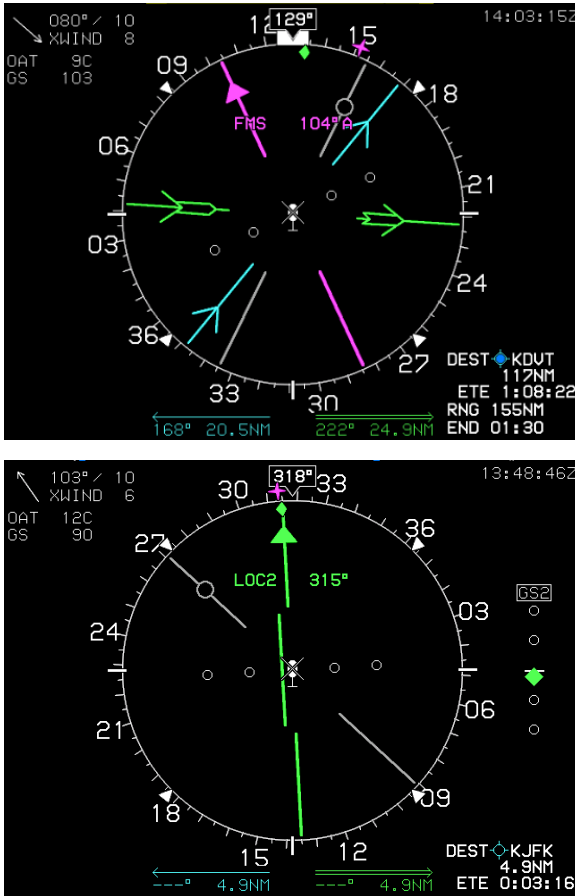 080°/ 10
XWIND 8
OAT 9C
GS 103
129°
14:03:15Z
12
15
09
18
FMS 104°A
06
21
03
24
36
27
33
30
DEST KDVT
117NM
ETE 1:08:22
RNG 155NM
END 01:30
168° 20.5NM
222° 24.9NM
103°/ 10
XWIND 6
OAT 12C
GS 90
318°
13:48:46Z
30
33
27
36
LOC2 315°
GS2
24
03
21
06
18
09
15
12
DEST KJFK
4.9NM
ETE 0:03:16
---° 4.9NM
---° 4.9NM